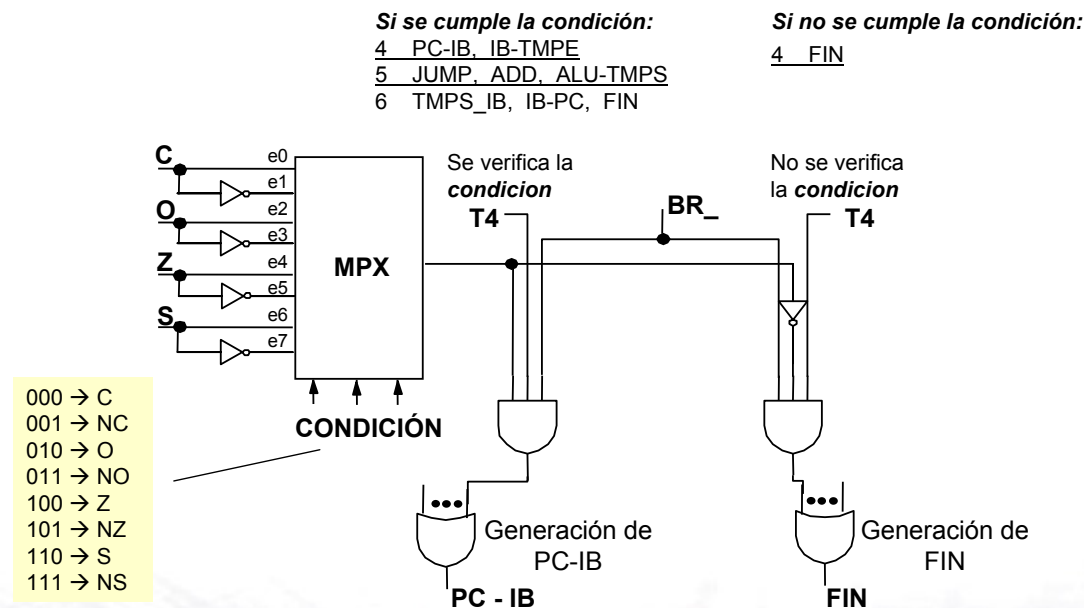 Si se cumple la condición:
4 PC-IB, IB-TMPE
5 JUMP, ADD, ALU-TMPS
6 TMPS_IB, IB-PC, FIN
Si no se cumple la condición:
4 FIN
C
O
Z
S
e0
e1
e2
e3
e4
e5
e6
e7
MPX
CONDICIÓN
Se verifica la
condicion
T4
BR_
No se verifica
la condicion
T4
000 → C
001 → NC
010 → O
011 → NO
100 → Z
101 → NZ
110 → S
111 → NS
Generación de
PC-IB
PC - IB
Generación de
FIN
FIN